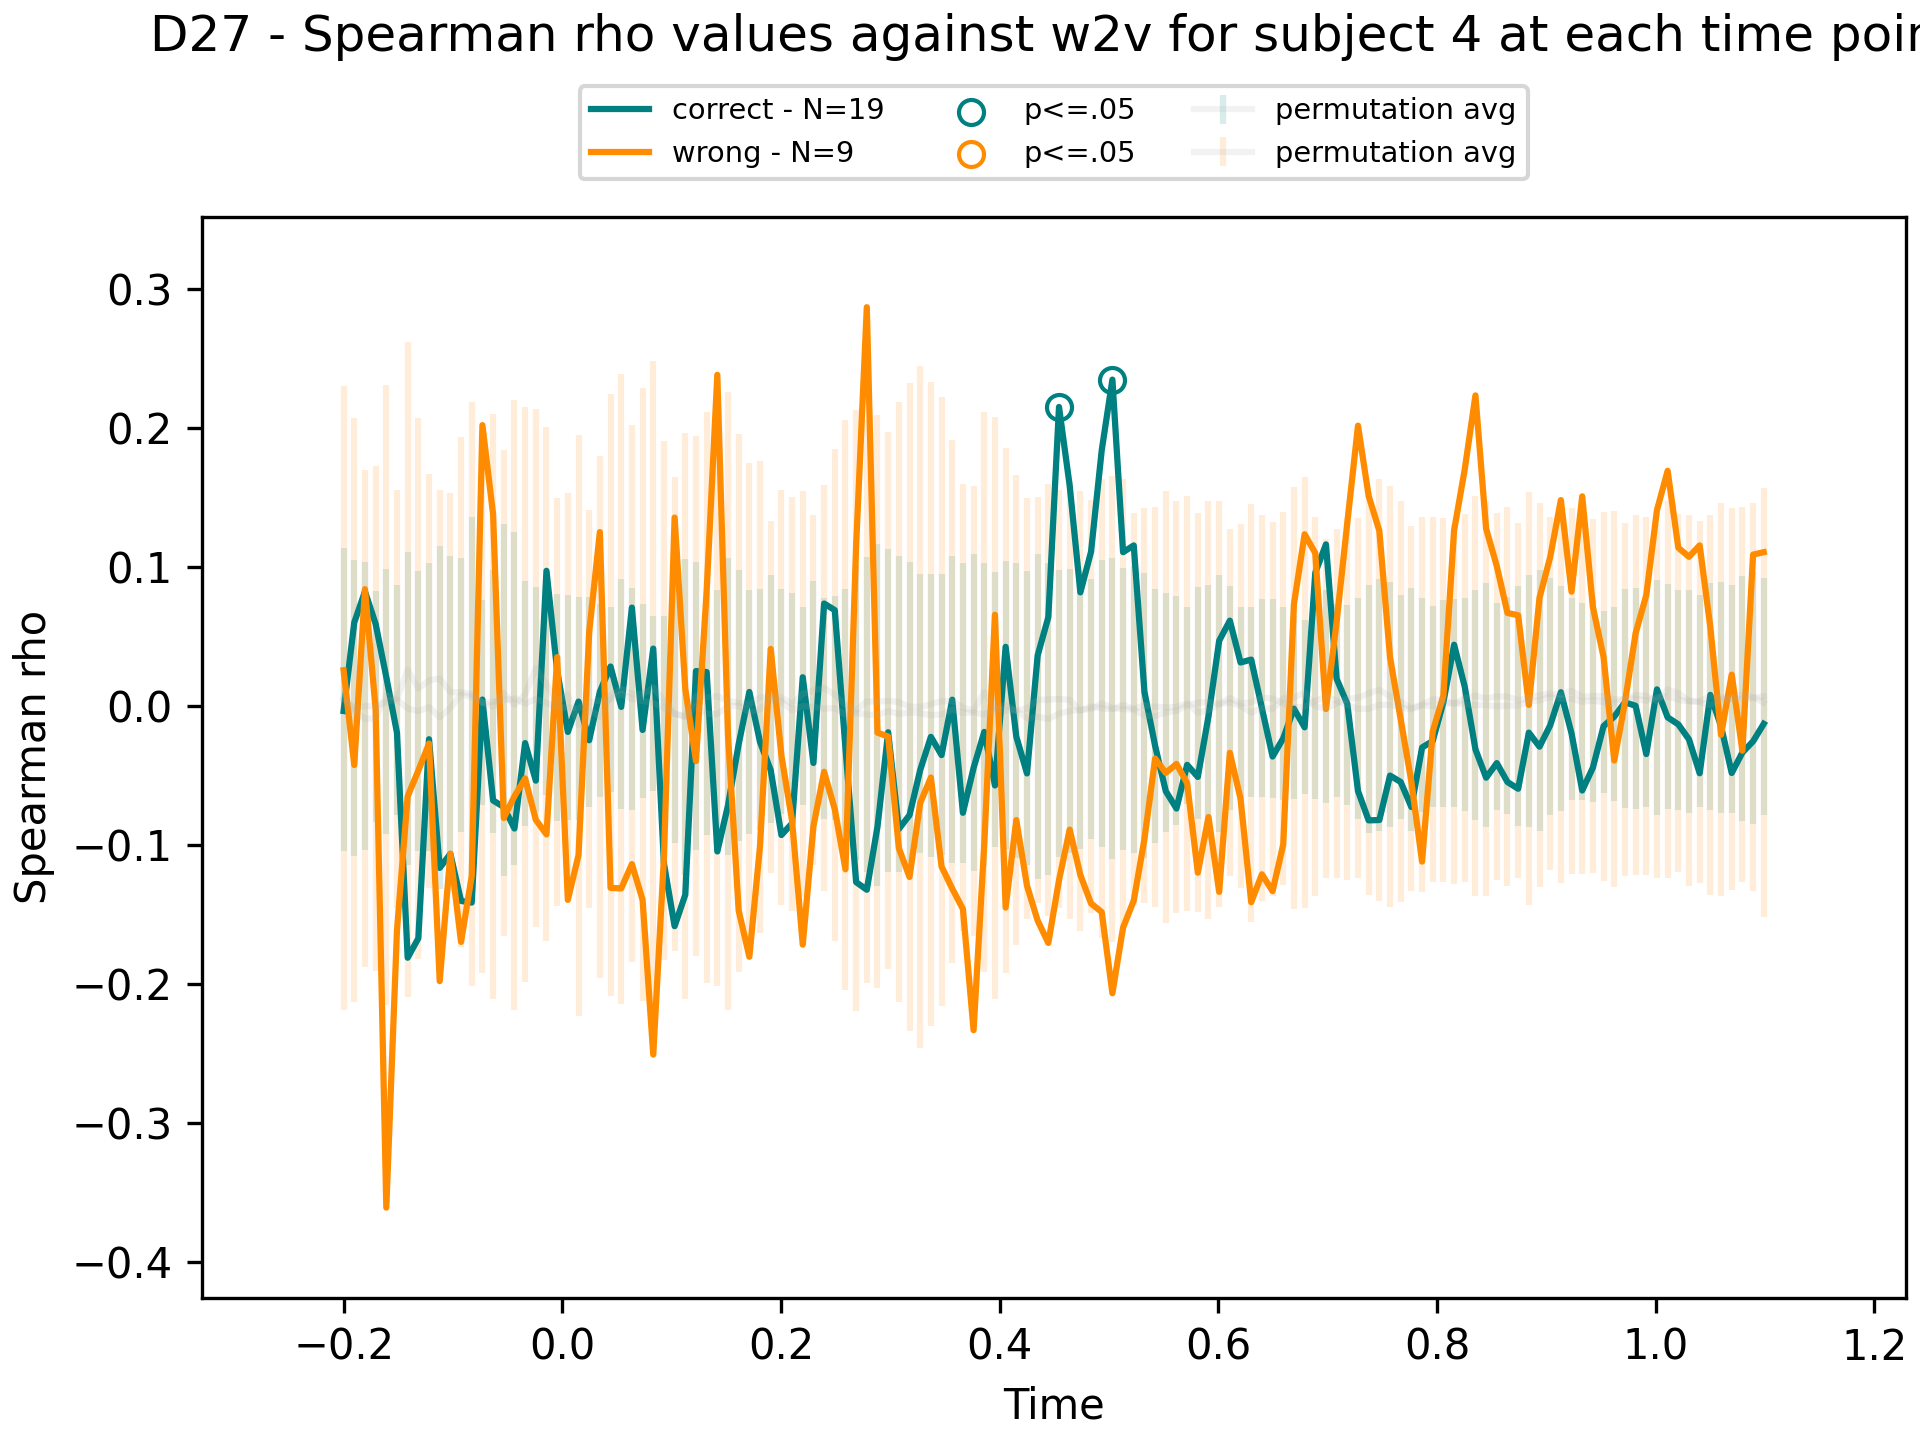 D27 - Spearman rho values against w2v for subject 4 at each time poin
correct - N=19 p<=.05 permutation avg
wrong - N=9 p<=.05 permutation avg
Spearman rho
0.3
0.2
0.1
0.0
−0.1
−0.2
−0.3
−0.4
−0.2 0.0 0.2 0.4 0.6 0.8 1.0 1.2
Time